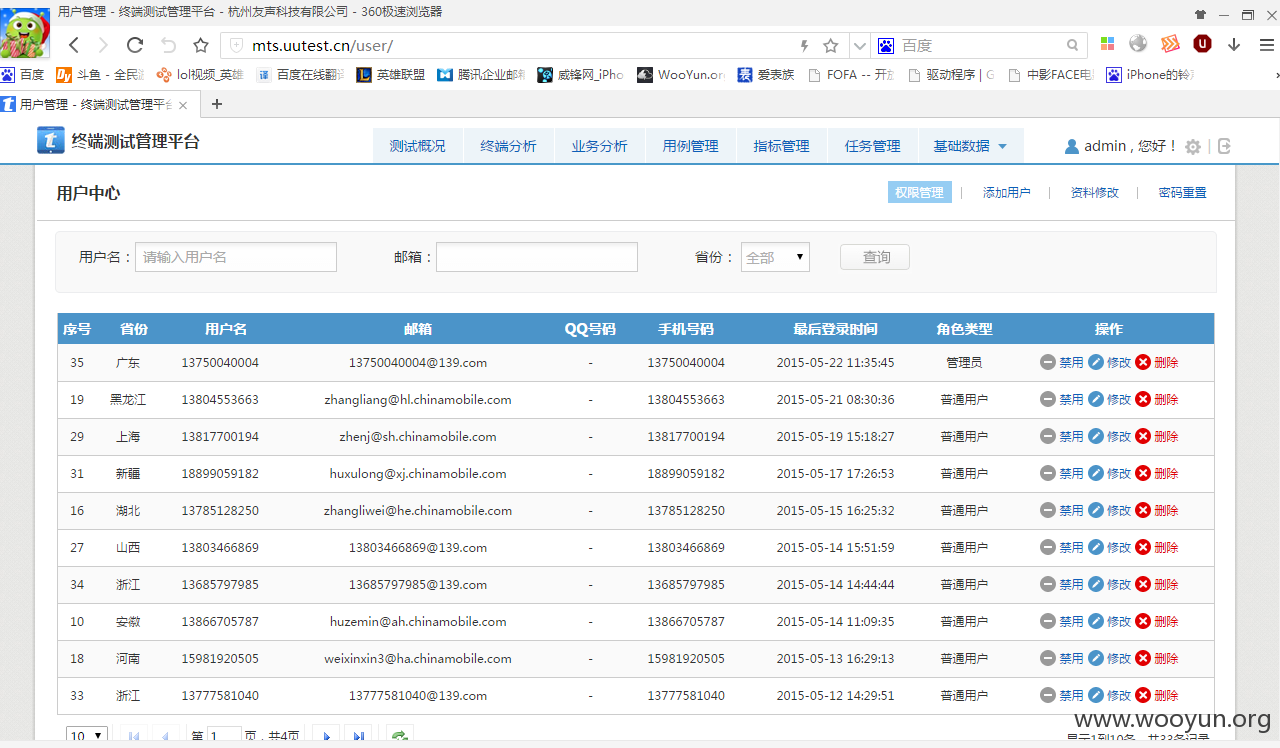 用户管理 - 终端测试管理平台 - 杭州友声科技有限公司 - 360极速浏览器
mts.uutest.cn/user/ 百度
百度 斗鱼 - 全民 lol视频_英雄 百度在线翻 英雄联盟 腾讯企业邮 威锋网_iPho WooYun.or 爱表族 FOFA -- 开 驱动程序 | G 中影FACE电 iPhone的铃
用户管理 - 终端测试管理平台
终端测试管理平台 测试概况 终端分析 业务分析 用例管理 指标管理 任务管理 基础数据 admin , 您好！
用户中心 权限管理 | 添加用户 | 资料修改 | 密码重置
用户名： 请输入用户名 邮箱： 省份： 全部 查询
序号 省份 用户名 邮箱 QQ号码 手机号码 最后登录时间 角色类型 操作
35 广东 13750040004 13750040004@139.com - 13750040004 2015-05-22 11:35:45 管理员 禁用 修改 删除
19 黑龙江 13804553663 zhangliang@hl.chinamobile.com - 13804553663 2015-05-21 08:30:36 普通用户 禁用 修改 删除
29 上海 13817700194 zhenj@sh.chinamobile.com - 13817700194 2015-05-19 15:18:27 普通用户 禁用 修改 删除
31 新疆 18899059182 huxulong@xj.chinamobile.com - 18899059182 2015-05-17 17:26:53 普通用户 禁用 修改 删除
16 湖北 13785128250 zhangliwei@he.chinamobile.com - 13785128250 2015-05-15 16:25:32 普通用户 禁用 修改 删除
27 山西 13803466869 13803466869@139.com - 13803466869 2015-05-14 15:51:59 普通用户 禁用 修改 删除
34 浙江 13685797985 13685797985@139.com - 13685797985 2015-05-14 14:44:44 普通用户 禁用 修改 删除
10 安徽 13866705787 huzemin@ah.chinamobile.com - 13866705787 2015-05-14 11:09:35 普通用户 禁用 修改 删除
18 河南 15981920505 weixinxin3@ha.chinamobile.com - 15981920505 2015-05-13 16:29:13 普通用户 禁用 修改 删除
33 浙江 13777581040 13777581040@139.com - 13777581040 2015-05-12 14:29:51 普通用户 禁用 修改 删除
10 第 1 页，共4页 显示1到10条，共33条记录
www.wooyun.org